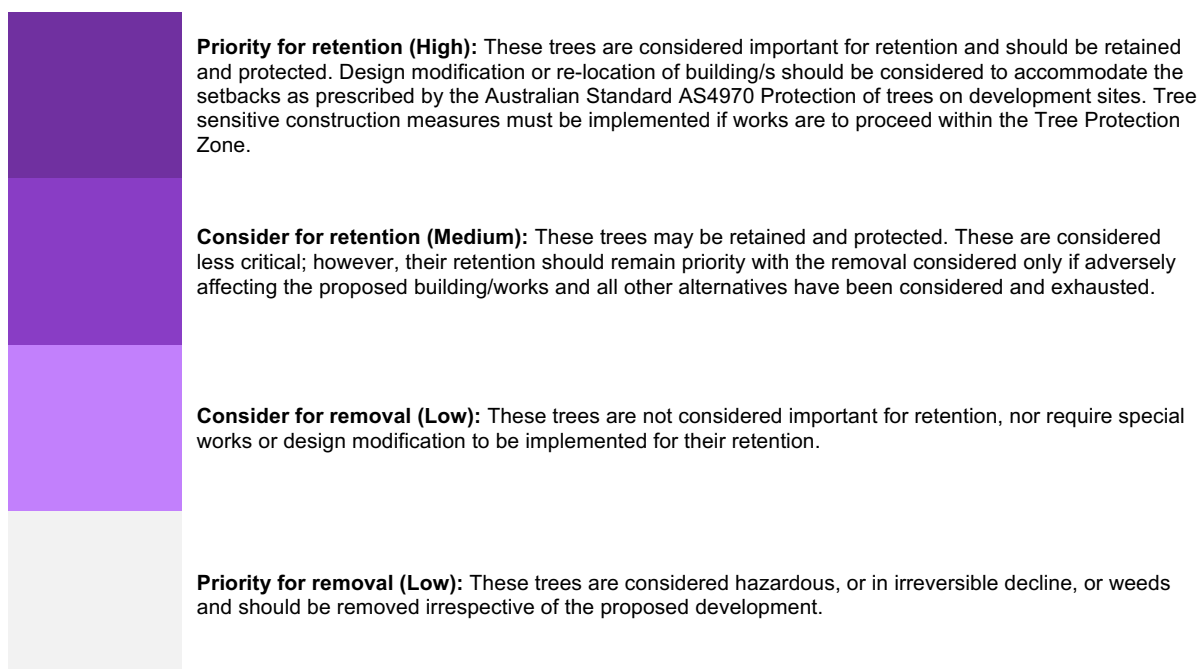 Priority for retention (High): These trees are considered important for retention and should be retained
and protected. Design modification or re-location of building/s should be considered to accommodate the
setbacks as prescribed by the Australian Standard AS4970 Protection of trees on development sites. Tree
sensitive construction measures must be implemented if works are to proceed within the Tree Protection
Zone.
Consider for retention (Medium): These trees may be retained and protected. These are considered
less critical; however, their retention should remain priority with the removal considered only if adversely
affecting the proposed building/works and all other alternatives have been considered and exhausted.
Consider for removal (Low): These trees are not considered important for retention, nor require special
works or design modification to be implemented for their retention.
Priority for removal (Low): These trees are considered hazardous, or in irreversible decline, or weeds
and should be removed irrespective of the proposed development.